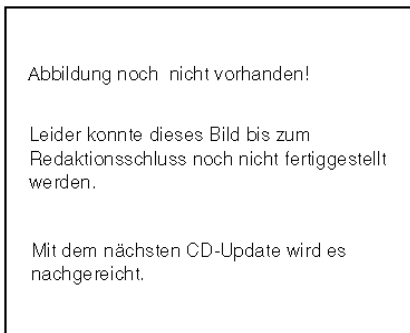 Abbildung noch nicht vorhanden!
Leider konnte dieses Bild bis zum
Redaktionsschluss noch nicht fertiggestellt
werden.
Mit dem nächsten CD-Update wird es
nachgereicht.